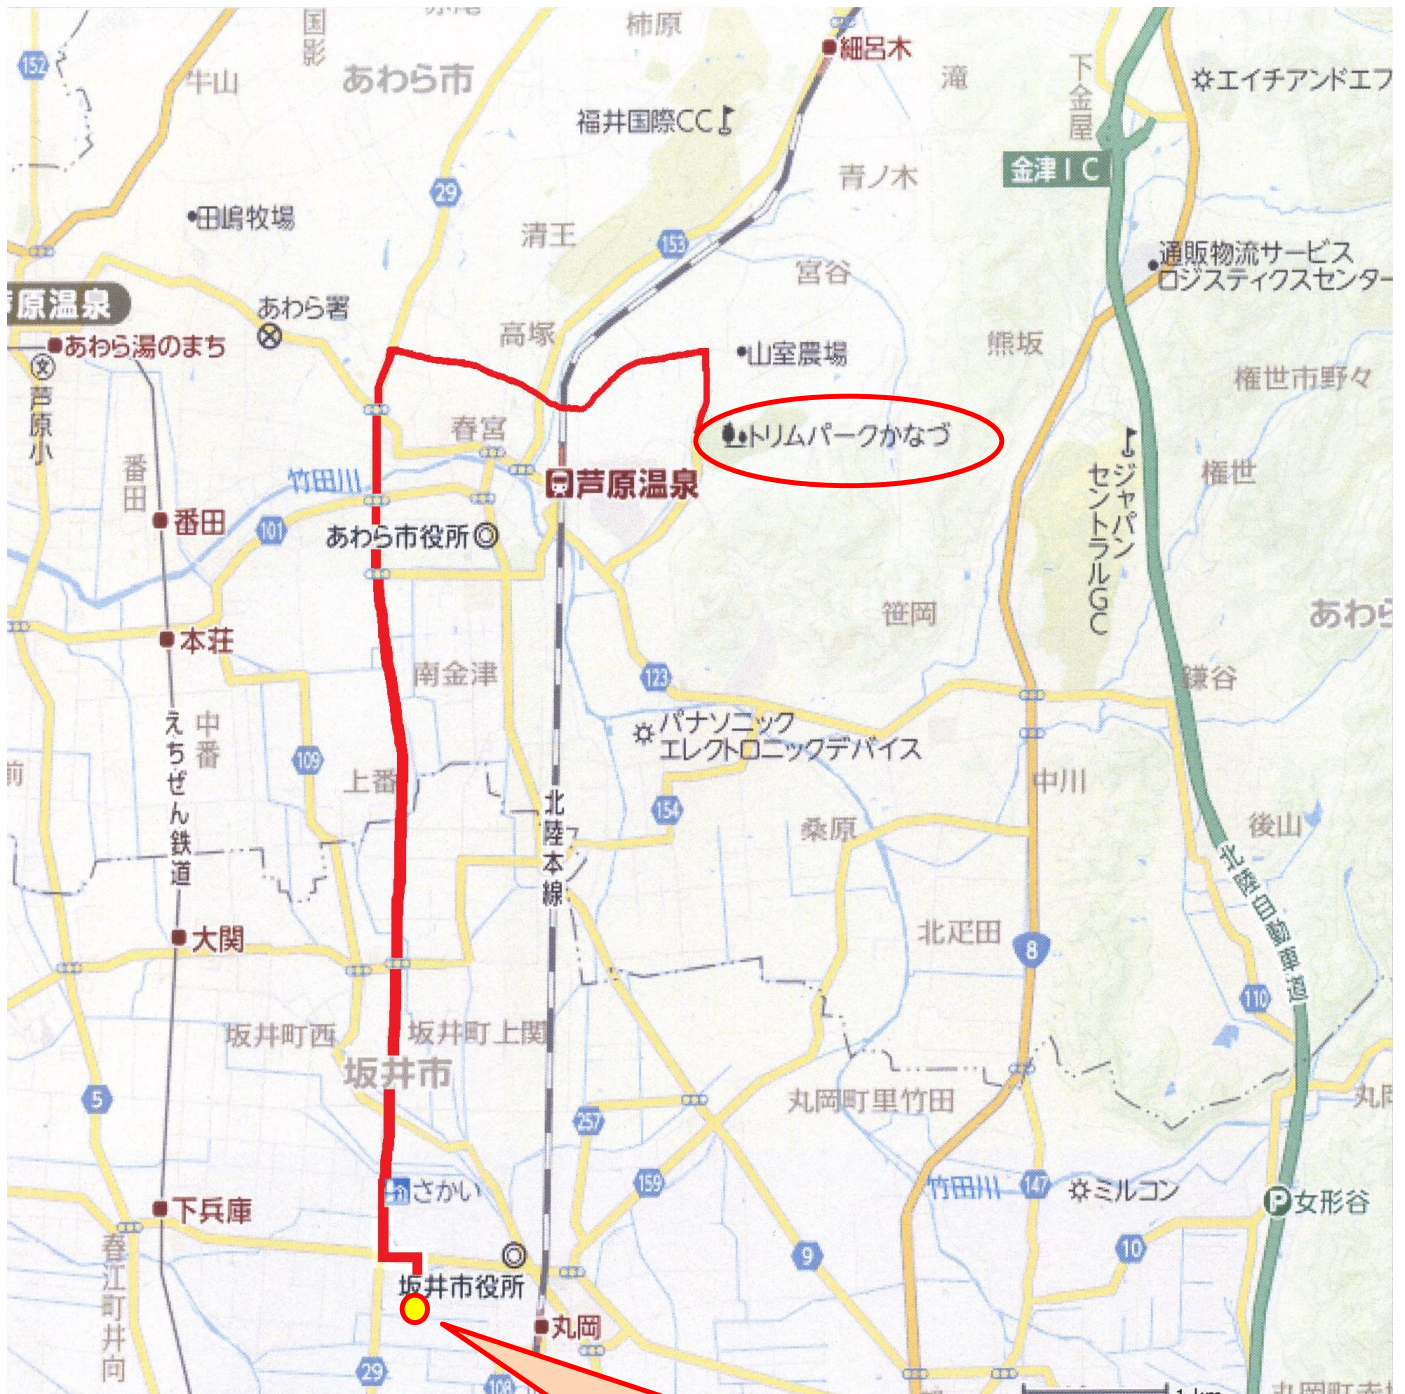 国影
柿原
細呂木
152
牛山
あわら市
滝
下金屋
エイチアンドエフ
福井国際CC
金津IC
青ノ木
29
田嶋牧場
清王
153
宮谷
通販物流サービス
ロジスティクスセンター
原温泉
あわら署
高塚
熊坂
あわら湯のまち
山室農場
文
芦原小
権世市野々
春宮
トリムパークかなづ
番田
竹田川
芦原温泉
ジャパン
セントラルGC
権世
番田
101
あわら市役所
笹岡
あわら
本荘
南金津
123
鎌谷
中番
えちぜん鉄道
109
上番
パナソニック
エレクトロニックデバイス
前
中川
154
北陸本線
桑原
後山
北陸自動車道
大関
北疋田
8
110
坂井町西
坂井町上関
坂井市
5
257
丸岡町里竹田
丸岡
159
さかい
竹田川
147
ミルコン
下兵庫
P
女形谷
春江町井向
9
10
坂井市役所
丸岡
29
108
1 km